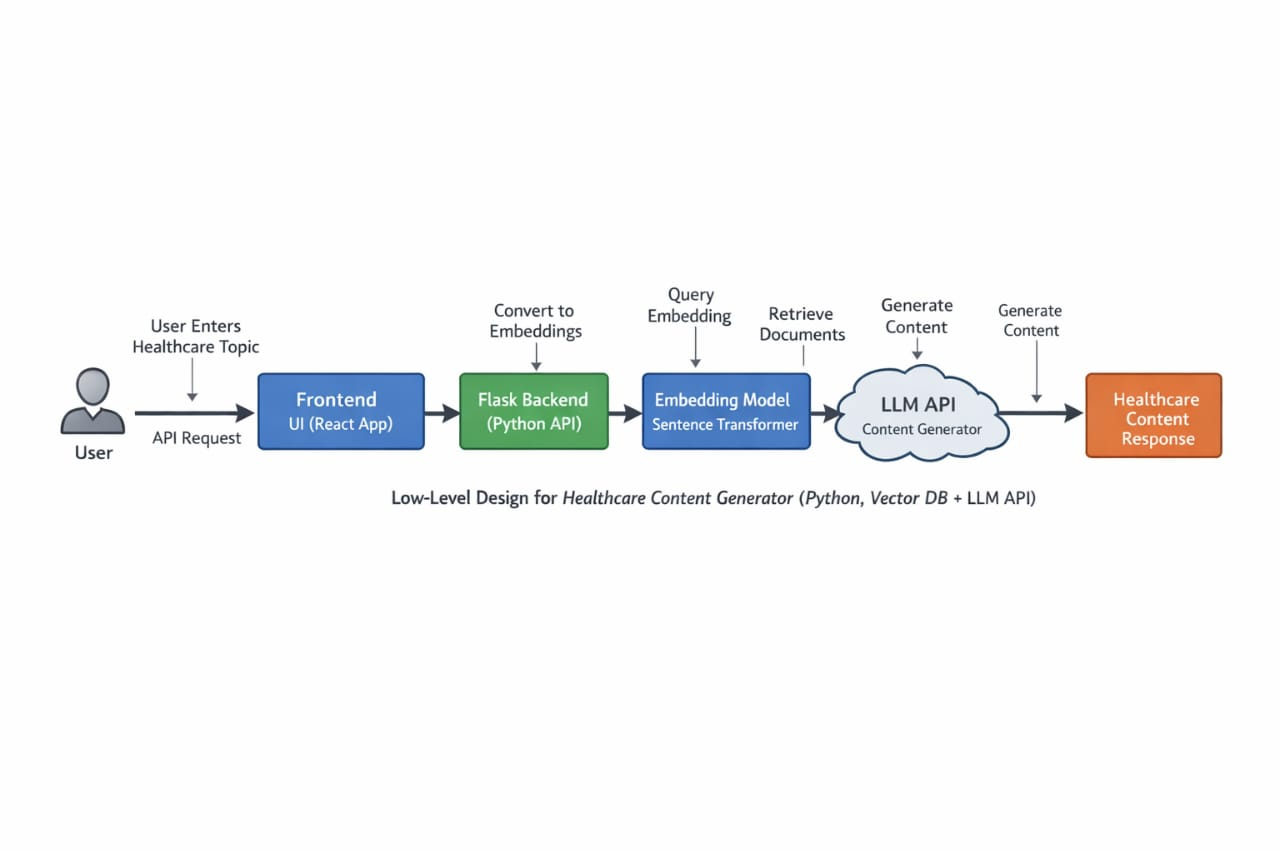 User Enters
Healthcare Topic
API Request
User
Frontend
UI (React App)
Convert to
Embeddings
Flask Backend
(Python API)
Query
Embedding
Retrieve
Documents
Embedding Model
Sentence Transformer
Generate
Content
LLM API
Content Generator
Generate
Content
Healthcare
Content
Response
Low-Level Design for Healthcare Content Generator (Python, Vector DB + LLM API)